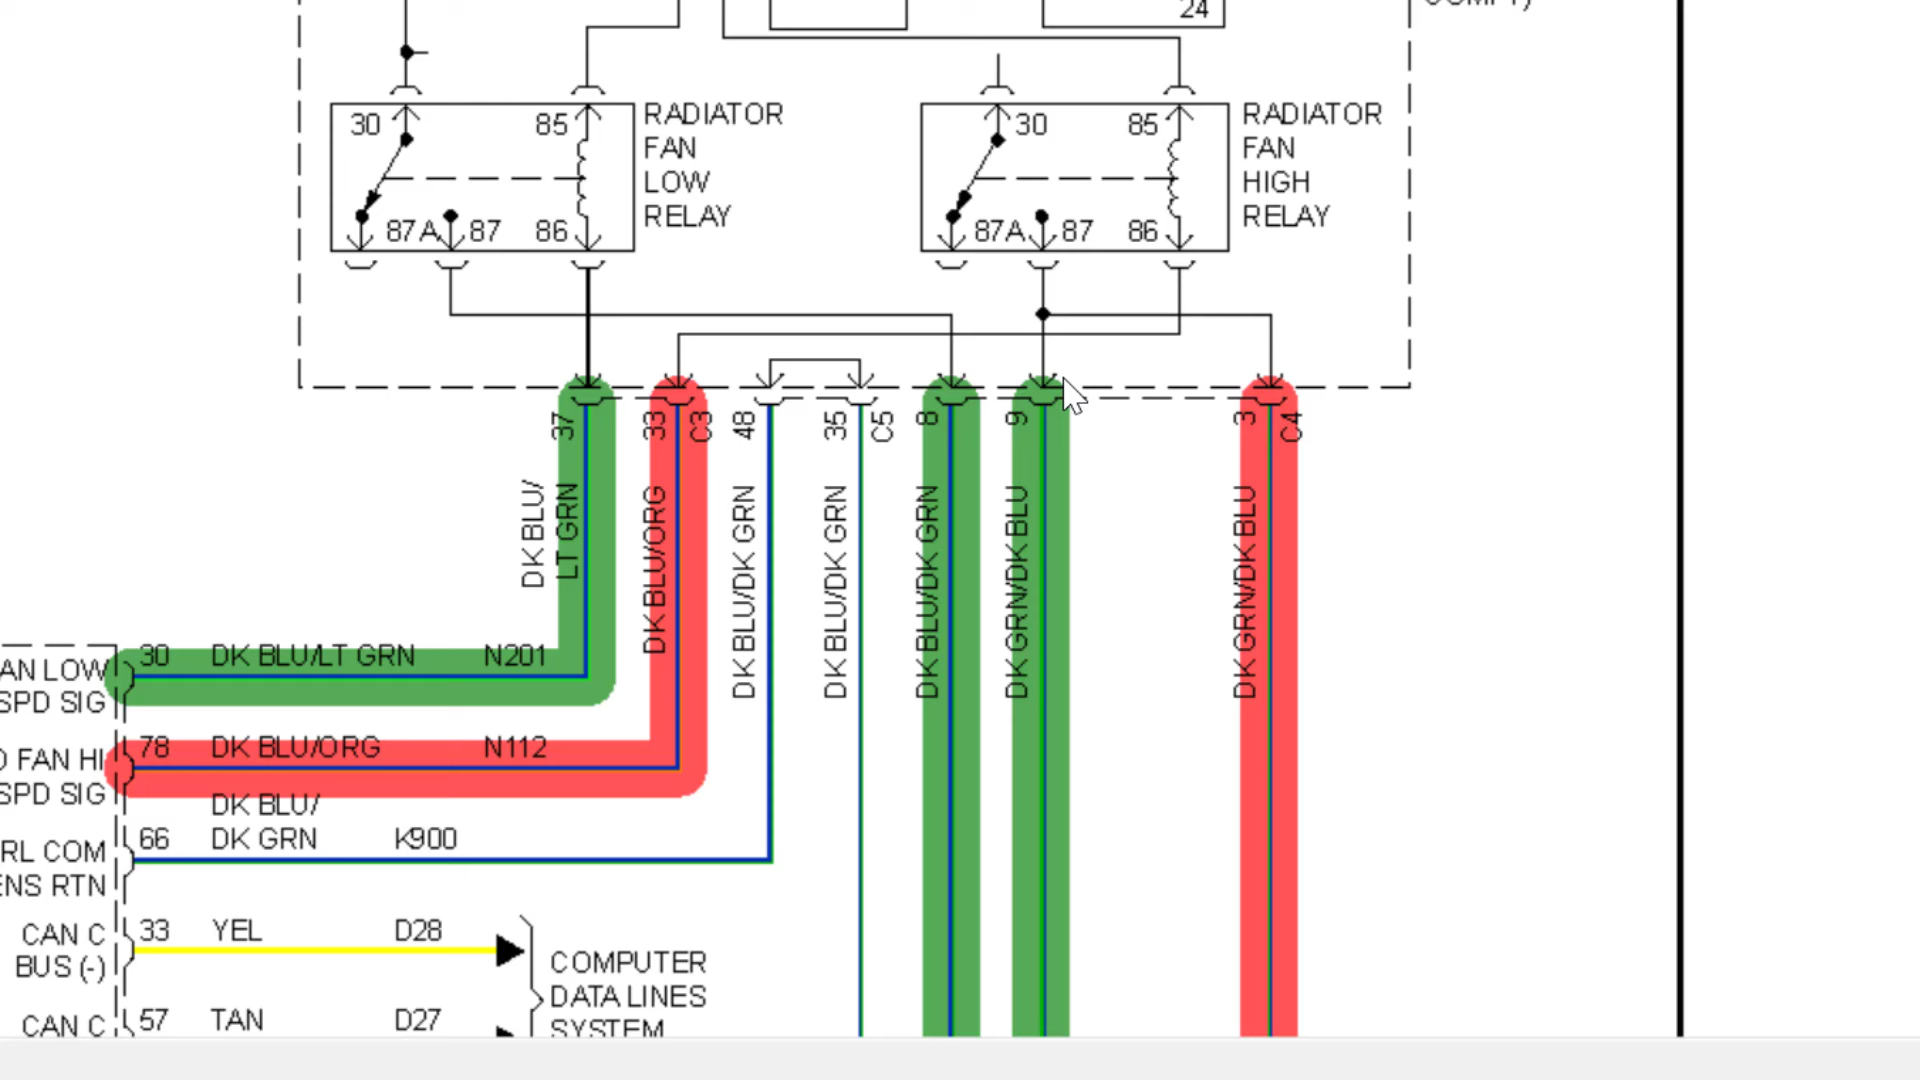 24
30
85
RADIATOR
FAN
LOW
RELAY
87A
87
86
30
85
RADIATOR
FAN
HIGH
RELAY
87A
87
86
37
33
C3
48
35
C5
8
9
3
C4
DK BLU/
LT GRN
DK BLU/ORG
DK BLU/DK GRN
DK BLU/DK GRN
DK BLU/DK GRN
DK GRN/DK BLU
DK GRN/DK BLU
AN LOW
SPD SIG
30 DK BLU/LT GRN N201
D FAN HI
SPD SIG
78 DK BLU/ORG N112
RL COM
ENS RTN
66 DK BLU/
DK GRN K900
CAN C
BUS (-)
33 YEL D28
CAN C
57 TAN D27
COMPUTER
DATA LINES
SYSTEM